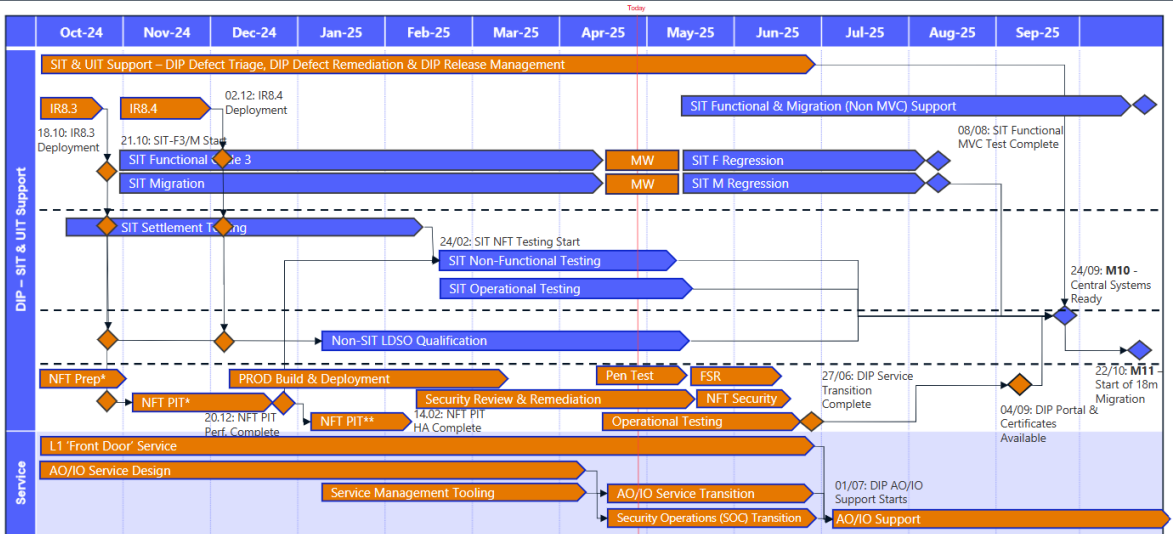 Today
Oct-24 Nov-24 Dec-24 Jan-25 Feb-25 Mar-25 Apr-25 May-25 Jun-25 Jul-25 Aug-25 Sep-25
DIP – SIT & UIT Support
SIT & UIT Support – DIP Defect Triage, DIP Defect Remediation & DIP Release Management
IR8.3
IR8.4
02.12: IR8.4
Deployment
SIT Functional & Migration (Non MVC) Support
18.10: IR8.3
Deployment
21.10: SIT-F3/M Start
08/08: SIT Functional
MVC Test Complete
SIT Functional Cycle 3
MW
SIT F Regression
SIT Migration
MW
SIT M Regression
SIT Settlement Testing
24/02: SIT NFT Testing Start
SIT Non-Functional Testing
SIT Operational Testing
24/09: M10 -
Central Systems
Ready
Non-SIT LDSO Qualification
22/10: M11 –
Start of 18m
Migration
NFT Prep*
PROD Build & Deployment
Pen Test
FSR
27/06: DIP Service
Transition
Complete
NFT PIT*
Security Review & Remediation
NFT Security
20.12: NFT PIT
Perf. Complete
NFT PIT**
14.02: NFT PIT
HA Complete
Operational Testing
04/09: DIP Portal &
Certificates
Available
Service
L1 'Front Door' Service
AO/IO Service Design
Service Management Tooling
AO/IO Service Transition
01/07: DIP AO/IO
Support Starts
Security Operations (SOC) Transition
AO/IO Support